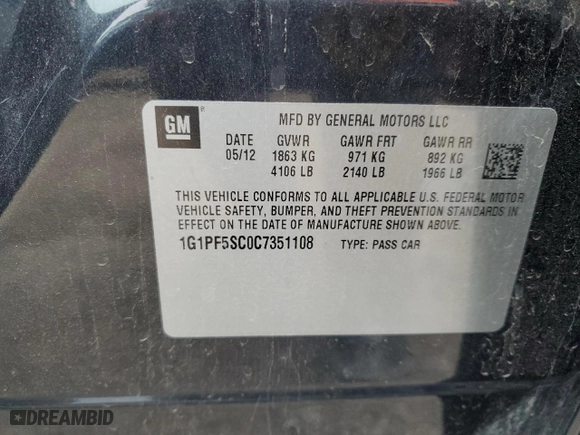 GM
MFD BY GENERAL MOTORS LLC
DATE GVWR GAWR FRT GAWR RR
05/12 1863 KG 971 KG 892 KG
4106 LB 2140 LB 1966 LB
THIS VEHICLE CONFORMS TO ALL APPLICABLE U.S. FEDERAL MOTOR
VEHICLE SAFETY, BUMPER, AND THEFT PREVENTION STANDARDS IN
EFFECT ON THE DATE OF MANUFACTURE SHOWN ABOVE.
1G1PF5SC0C7351108 TYPE: PASS CAR
DREAMBID